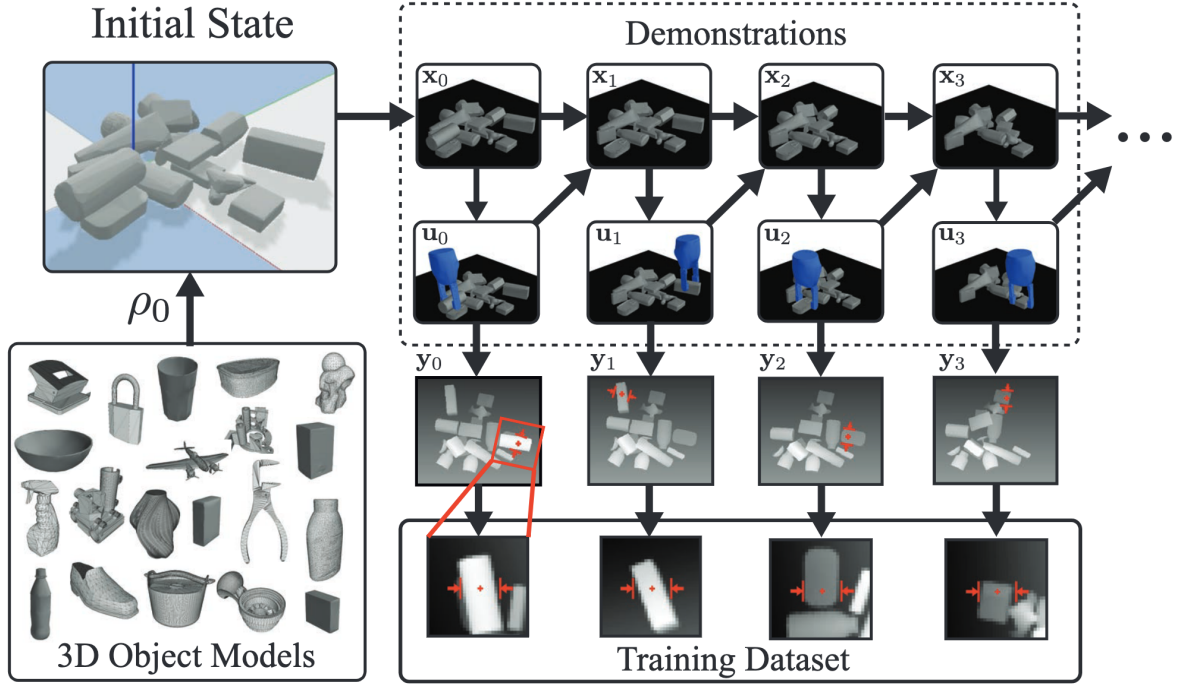 Initial State
Demonstrations
x₀ x₁ x₂ x₃
...
u₀ u₁ u₂ u₃
ρ₀
y₀ y₁ y₂ y₃
3D Object Models
Training Dataset